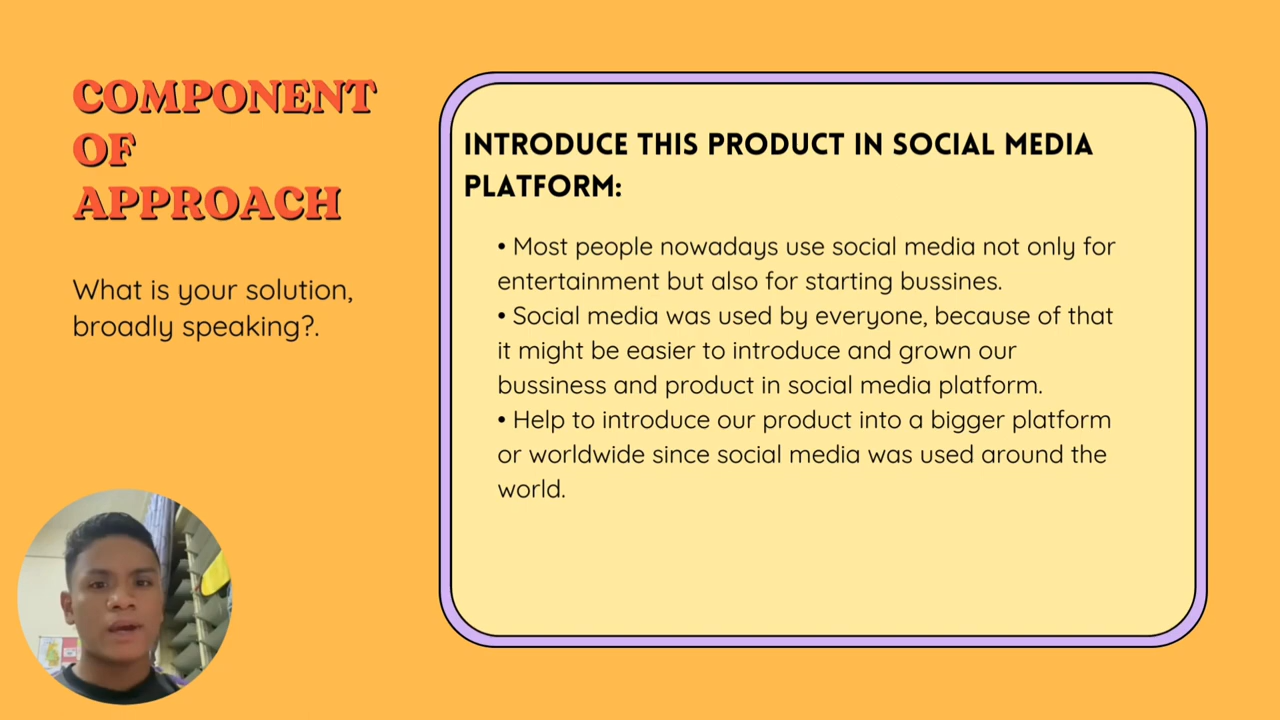 COMPONENT
OF
APPROACH
What is your solution,
broadly speaking?.
INTRODUCE THIS PRODUCT IN SOCIAL MEDIA
PLATFORM:
• Most people nowadays use social media not only for
entertainment but also for starting bussines.
• Social media was used by everyone, because of that
it might be easier to introduce and grown our
bussiness and product in social media platform.
• Help to introduce our product into a bigger platform
or worldwide since social media was used around the
world.